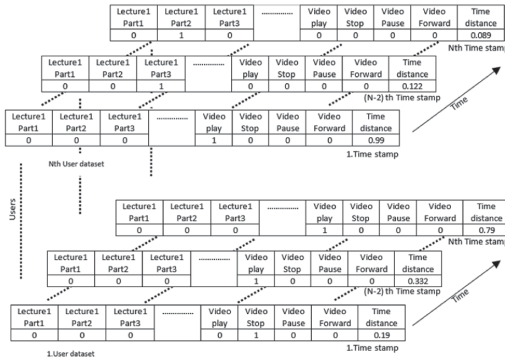 Lecture1 Lecture1 Lecture1 ............... Video Video Video Video Time
Part1 Part2 Part3 play Stop Pause Forward distance
0 1 0 0 0 0 0 0.089
Nth Time stamp
Lecture1 Lecture1 Lecture1 ............... Video Video Video Video Time
Part1 Part2 Part3 play Stop Pause Forward distance
0 0 1 0 0 0 0 0.122
(N-2) th Time stamp
Lecture1 Lecture1 Lecture1 ............... Video Video Video Video Time
Part1 Part2 Part3 play Stop Pause Forward distance
0 0 0 1 0 0 0 0.99
1.Time stamp
Time
Nth User dataset
Users
Lecture1 Lecture1 Lecture1 ............... Video Video Video Video Time
Part1 Part2 Part3 play Stop Pause Forward distance
0 0 0 1 0 0 0 0.79
Nth Time stamp
Lecture1 Lecture1 Lecture1 ............... Video Video Video Video Time
Part1 Part2 Part3 play Stop Pause Forward distance
0 0 0 1 0 0 0 0.332
(N-2) th Time stamp
Lecture1 Lecture1 Lecture1 ............... Video Video Video Video Time
Part1 Part2 Part3 play Stop Pause Forward distance
0 0 0 0 1 0 0 0.19
1.Time stamp
Time
1.User dataset